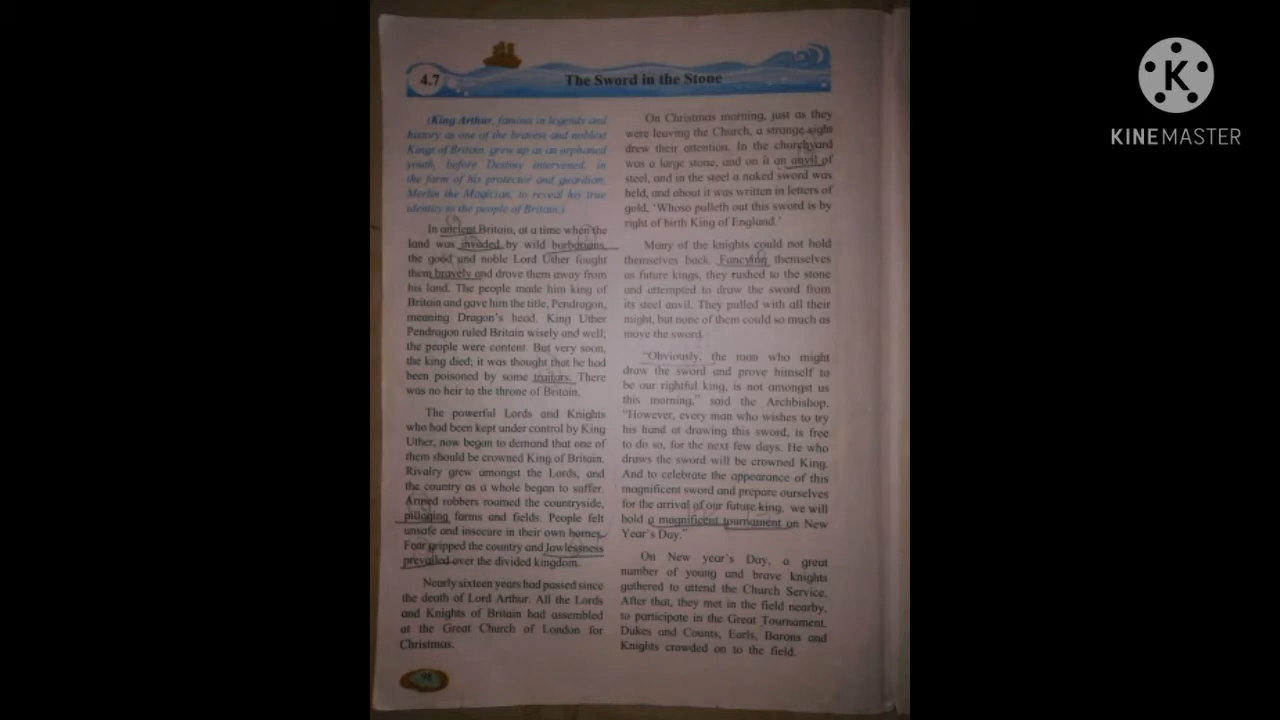 4.7
The Sword in the Stone
(King Arthur, famous in legends and
history, as one of the bravest and noblest
Kings of Britain, grew up as an orphaned
youth, before Destiny intervened, in
the form of his protector and guardian,
Merlin the Magician, to reveal his true
identity to the people of Britain.)
In ancient Britain, at a time when the
land was invaded by wild barbarians,
the good and noble Lord Uther fought
them bravely and drove them away from
his land. The people made him king of
Britain and gave him the title, Pendragon,
meaning Dragon's head. King Uther
Pendragon ruled Britain wisely and well;
the people were content. But very soon,
the king died; it was thought that he had
been poisoned by some traitors. There
was no heir to the throne of Britain.
The powerful Lords and Knights
who had been kept under control by King
Uther, now began to demand that one of
them should be crowned King of Britain.
Rivalry grew amongst the Lords, and
the country as a whole began to suffer.
Armed robbers roamed the countryside,
pillaging farms and fields. People felt
unsafe and insecure in their own homes.
Fear gripped the country and lawlessness
prevailed over the divided kingdom.
Nearly sixteen years had passed since
the death of Lord Arthur. All the Lords
and Knights of Britain had assembled
at the Great Church of London for
Christmas.
98
On Christmas morning, just as they
were leaving the Church, a strange sight
drew their attention. In the churchyard
was a large stone, and on it an anvil of
steel, and in the steel a naked sword was
held, and about it was written in letters of
gold, 'Whoso pulleth out this sword is by
right of birth King of England.'
Many of the knights could not hold
themselves back. Fancying themselves
as future kings, they rushed to the stone
and attempted to draw the sword from
its steel anvil. They pulled with all their
might, but none of them could so much as
move the sword.
"Obviously, the man who might
draw the sword and prove himself to
be our rightful king, is not amongst us
this morning," said the Archbishop.
"However, every man who wishes to try
his hand at drawing this sword, is free
to do so, for the next few days. He who
draws the sword will be crowned King.
And to celebrate the appearance of this
magnificent sword and prepare ourselves
for the arrival of our future king, we will
hold a magnificent tournament on New
Year's Day."
On New year's Day, a great
number of young and brave knights
gathered to attend the Church Service.
After that, they met in the field nearby,
to participate in the Great Tournament.
Dukes and Counts, Earls, Barons and
Knights crowded on to the field.
K
KINEMASTER